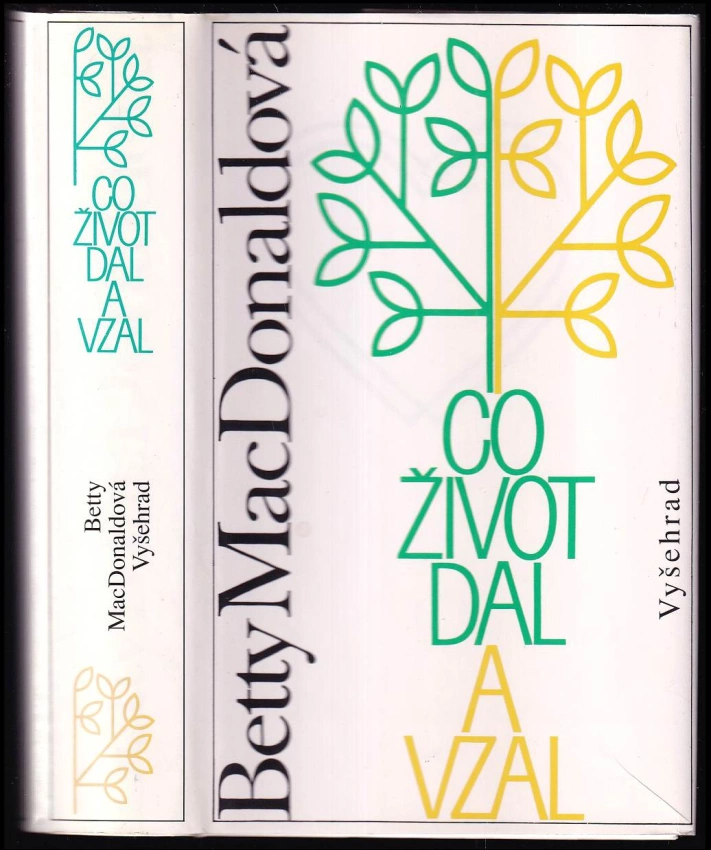 CO
ŽIVOT
DAL
A
VZAL
Betty
MacDonaldová
Vyšehrad
Betty MacDonaldová
CO
ŽIVOT
DAL
A
VZAL
Vyšehrad